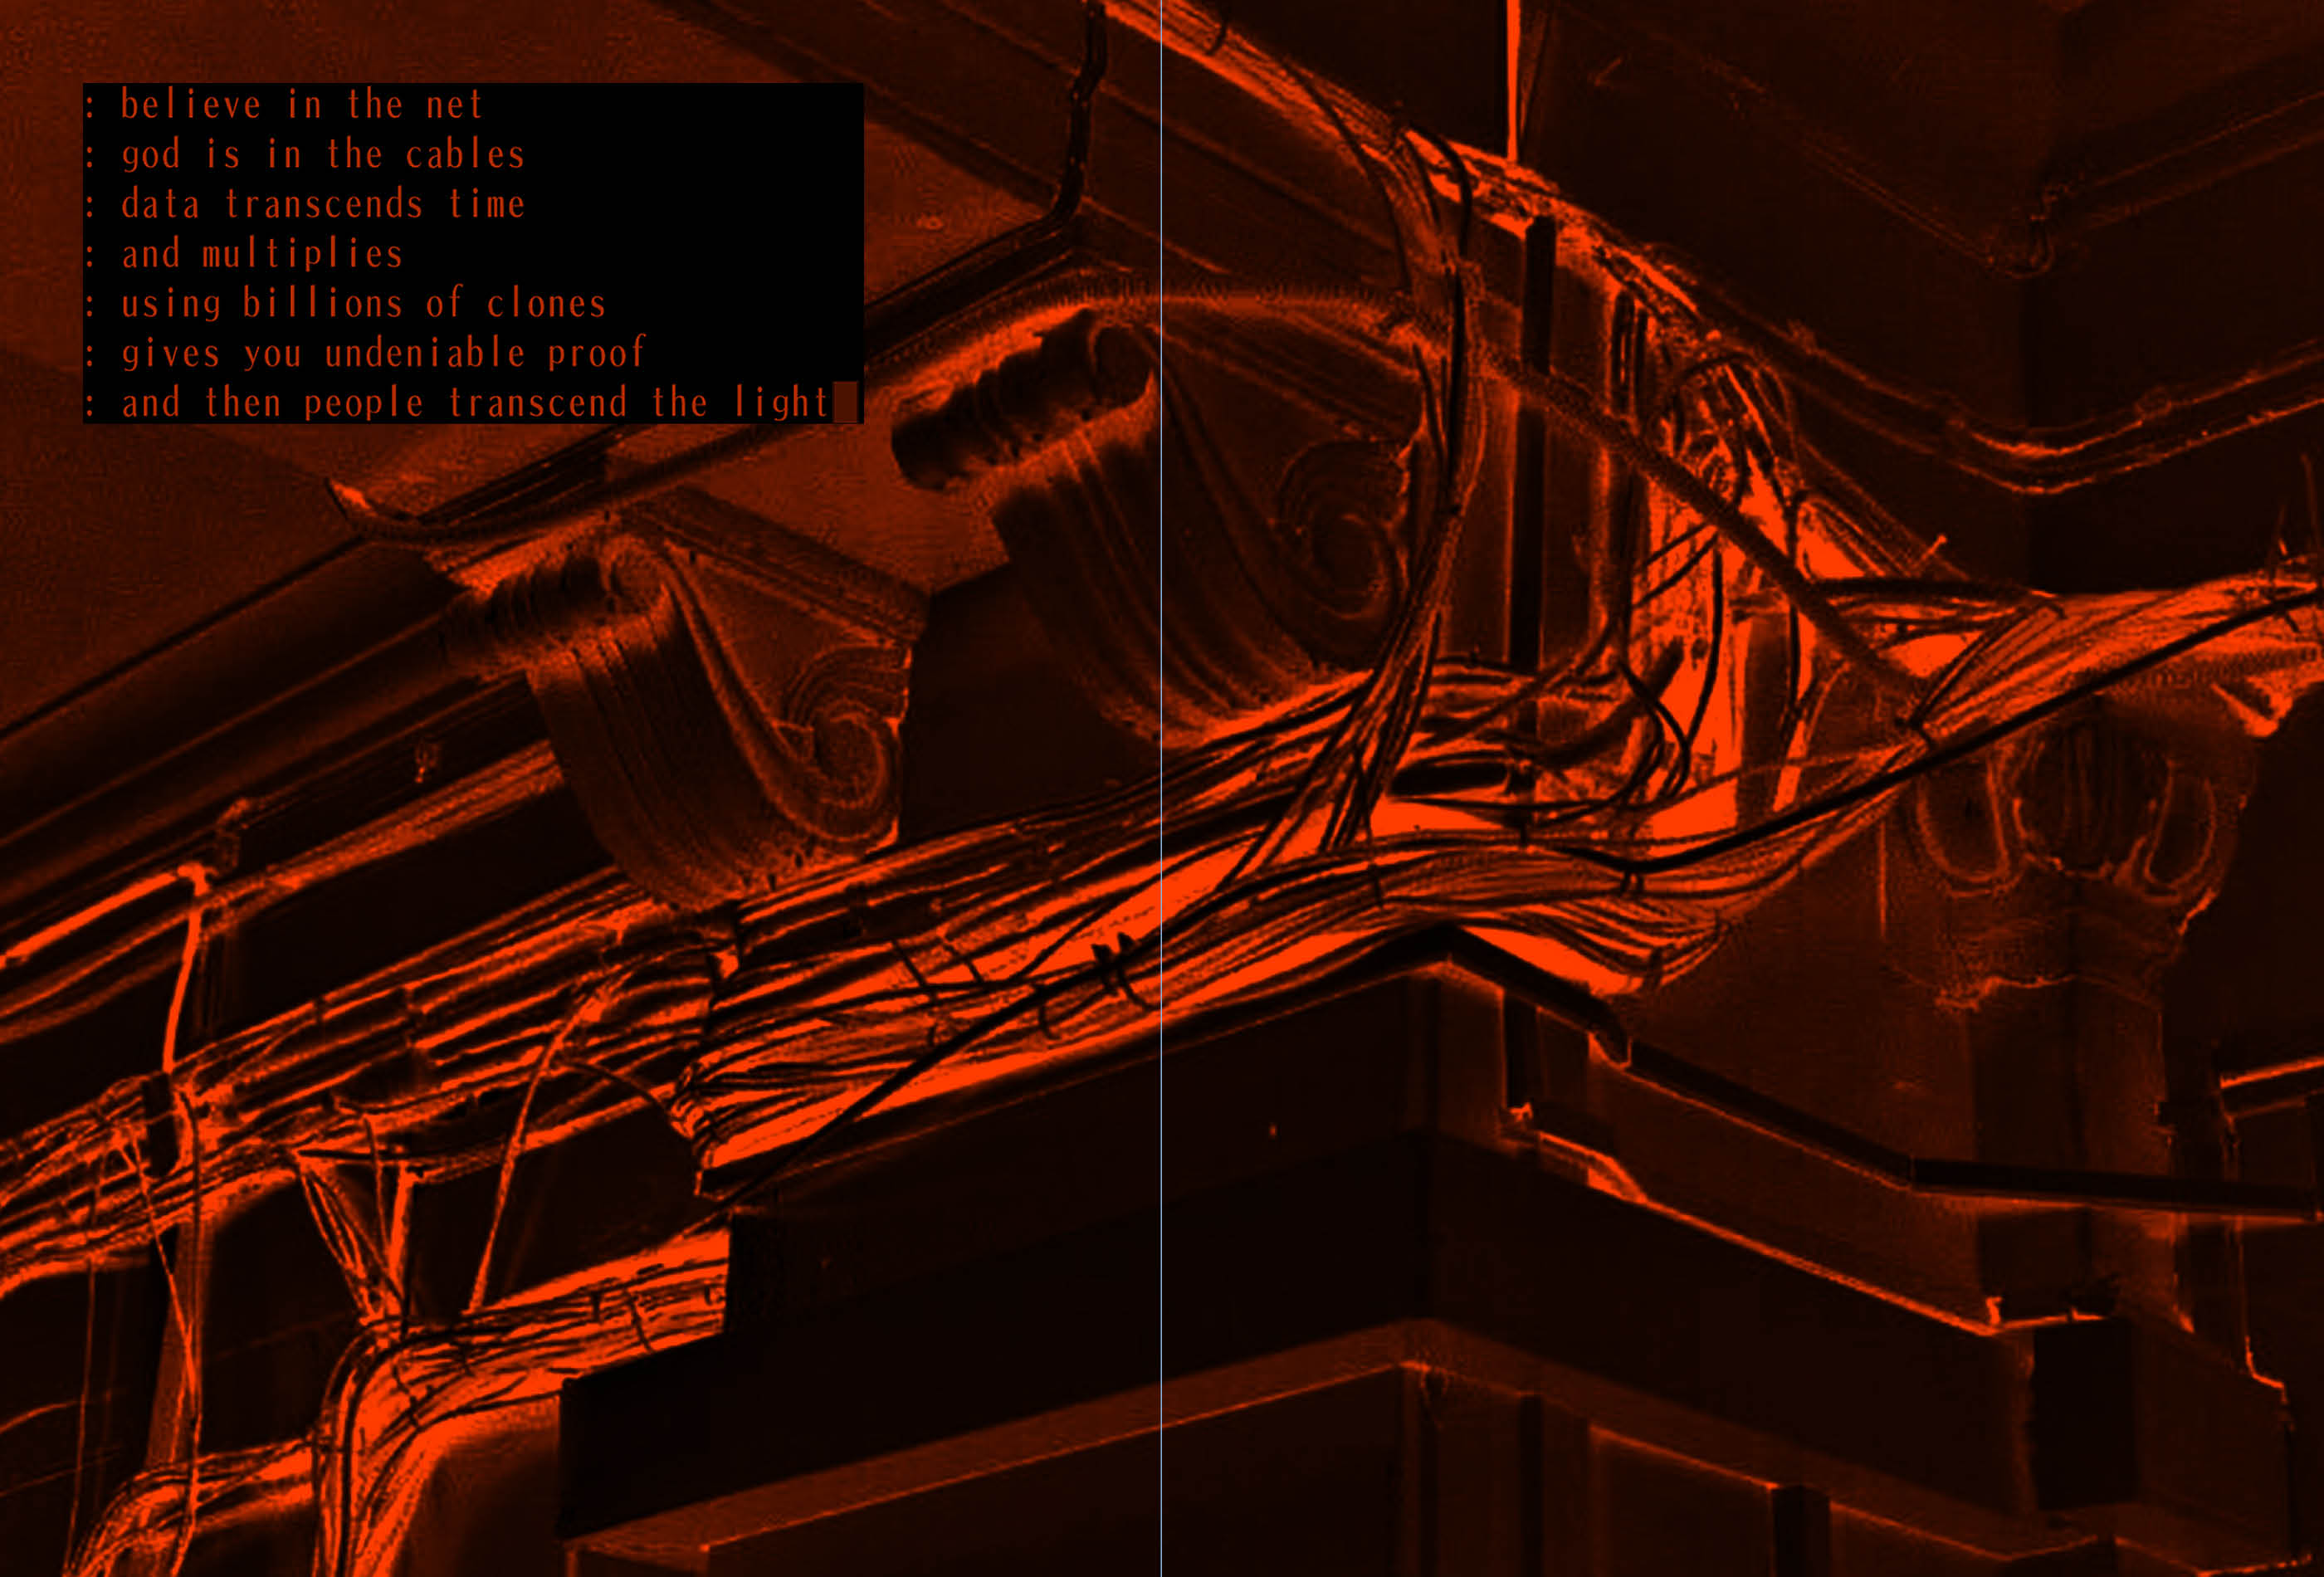 : believe in the net
: god is in the cables
: data transcends time
: and multiplies
: using billions of clones
: gives you undeniable proof
: and then people transcend the light